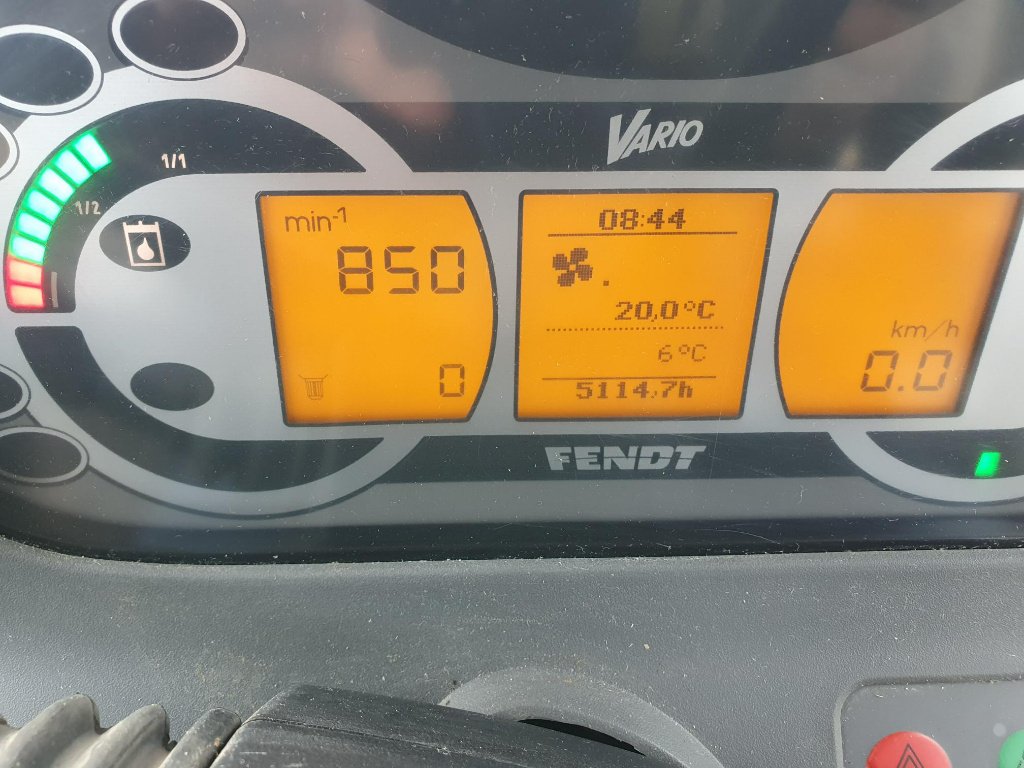 VARIO
1/1
1/2
min-1
850
0
08:44
20,0°C
6°C
5114,7h
km/h
0.0
FENDT